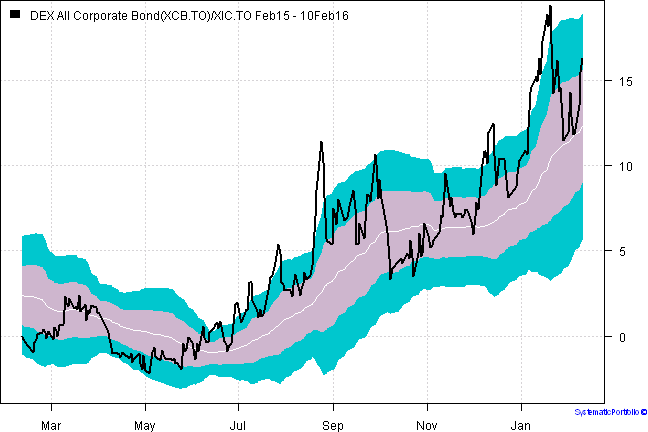 DEX All Corporate Bond(XCB.TO)/XIC.TO Feb15 - 10Feb16
15
10
5
0
Mar May Jul Sep Nov Jan
SystematicPortfolio ©